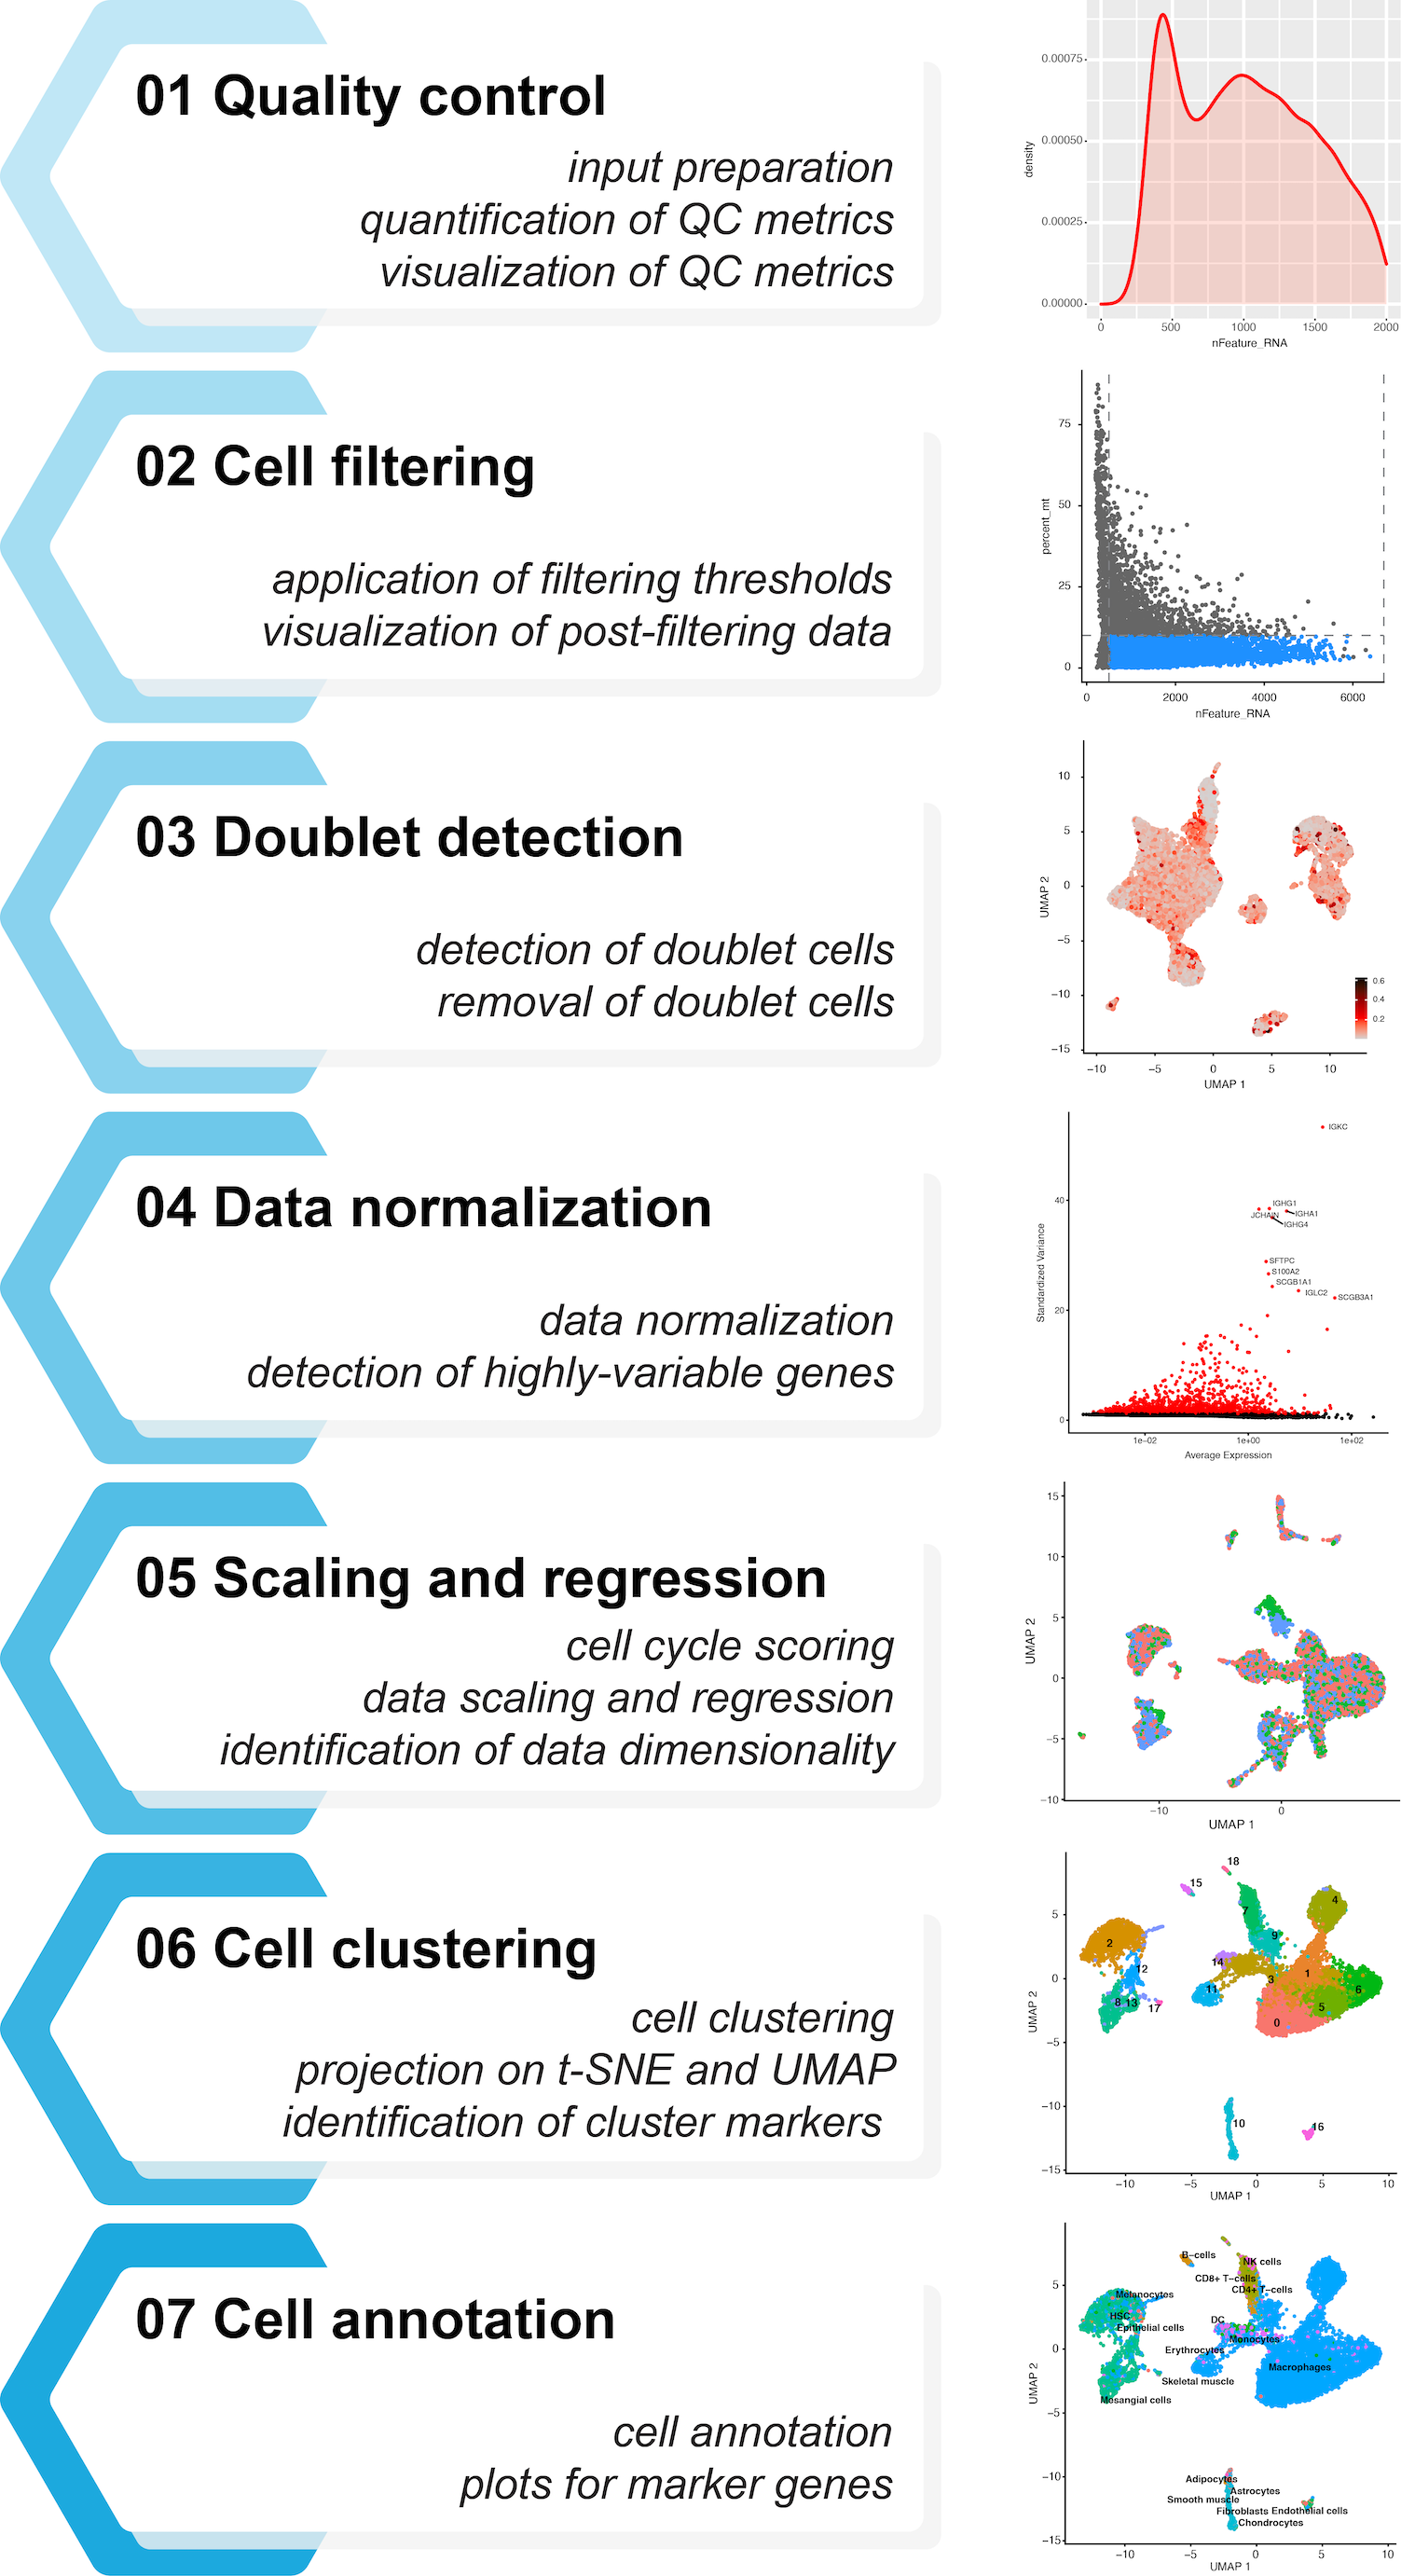 01 Quality control
input preparation
quantification of QC metrics
visualization of QC metrics
0.00075
0.00050
0.00025
0.00000
density
0 500 1000 1500 2000
nFeature_RNA
02 Cell filtering
application of filtering thresholds
visualization of post-filtering data
75
50
25
0
percent_mt
0 2000 4000 6000
nFeature_RNA
03 Doublet detection
detection of doublet cells
removal of doublet cells
10
5
0
−5
−10
−15
UMAP 2
0.6
0.4
0.2
−10 −5 0 5 10
UMAP 1
04 Data normalization
data normalization
detection of highly-variable genes
IGKC
IGHG1
JCHAIN
IGHA1
IGHG4
SFTPC
S100A2
SCGB1A1
IGLC2
SCGB3A1
40
20
0
Standardized Variance
1e−02 1e+00 1e+02
Average Expression
05 Scaling and regression
cell cycle scoring
data scaling and regression
identification of data dimensionality
15
10
5
0
−5
−10
UMAP 2
−10 0
UMAP 1
06 Cell clustering
cell clustering
projection on t-SNE and UMAP
identification of cluster markers
18
15
4
7
2
9
14
12
3
1
11
6
8
13
17
5
0
10
16
5
0
−5
−10
−15
UMAP 2
−10 −5 0 5 10
UMAP 1
07 Cell annotation
cell annotation
plots for marker genes
B−cells
NK cells
CD8+ T−cells
CD4+ T−cells
Melanocytes
HSC
DC
Epithelial cells
Monocytes
Erythrocytes
Macrophages
Skeletal muscle
Mesangial cells
Adipocytes
Astrocytes
Smooth muscle
Fibroblasts
Endothelial cells
Chondrocytes
5
0
−5
−10
−15
UMAP 2
−10 −5 0 5 10
UMAP 1